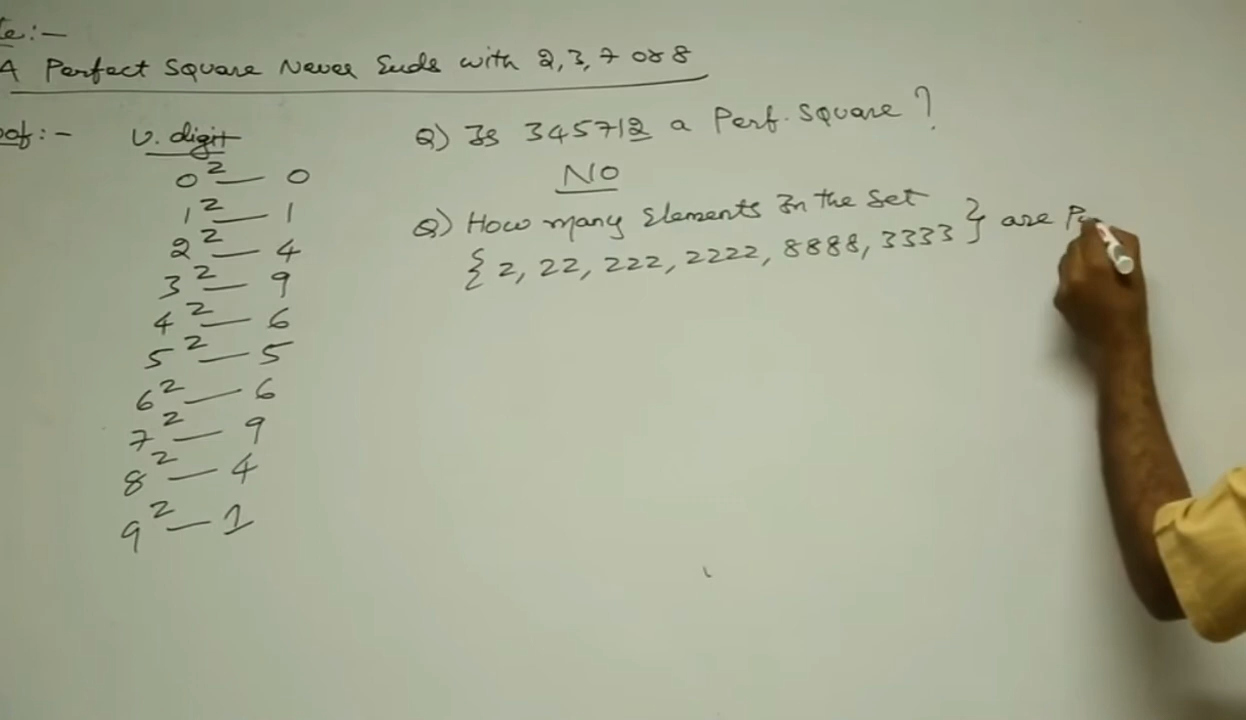 te:-
A Perfect Square Never Ends with 2, 3, 7 or 8
oof:- U. digit
0² — 0
1² — 1
2² — 4
3² — 9
4² — 6
5² — 5
6² — 6
7² — 9
8² — 4
9² — 1
Q) Is 345712 a Perf. Square?
NO
Q) How many Elements In the Set
{ 2, 22, 222, 2222, 8888, 3333 } are